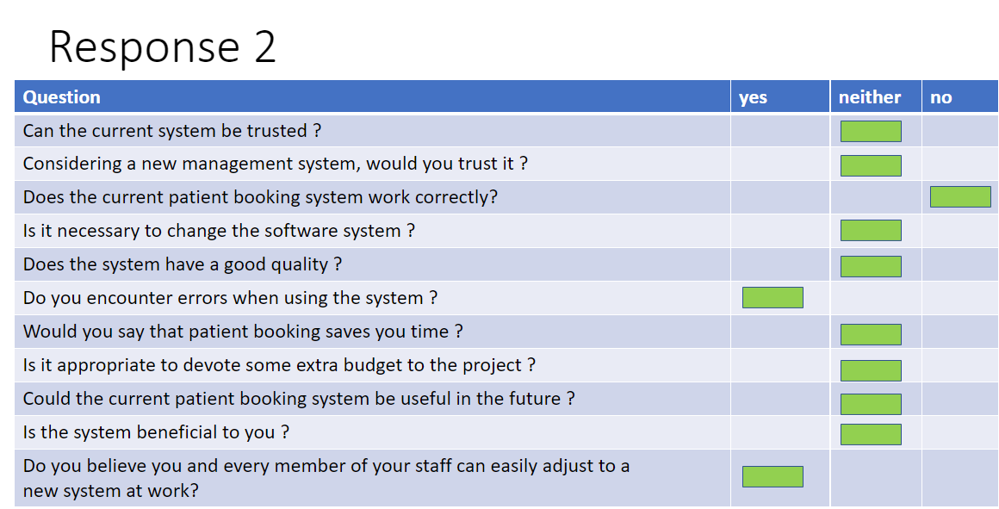 Response 2
Question yes neither no
Can the current system be trusted ?
Considering a new management system, would you trust it ?
Does the current patient booking system work correctly?
Is it necessary to change the software system ?
Does the system have a good quality ?
Do you encounter errors when using the system ?
Would you say that patient booking saves you time ?
Is it appropriate to devote some extra budget to the project ?
Could the current patient booking system be useful in the future ?
Is the system beneficial to you ?
Do you believe you and every member of your staff can easily adjust to a
new system at work?